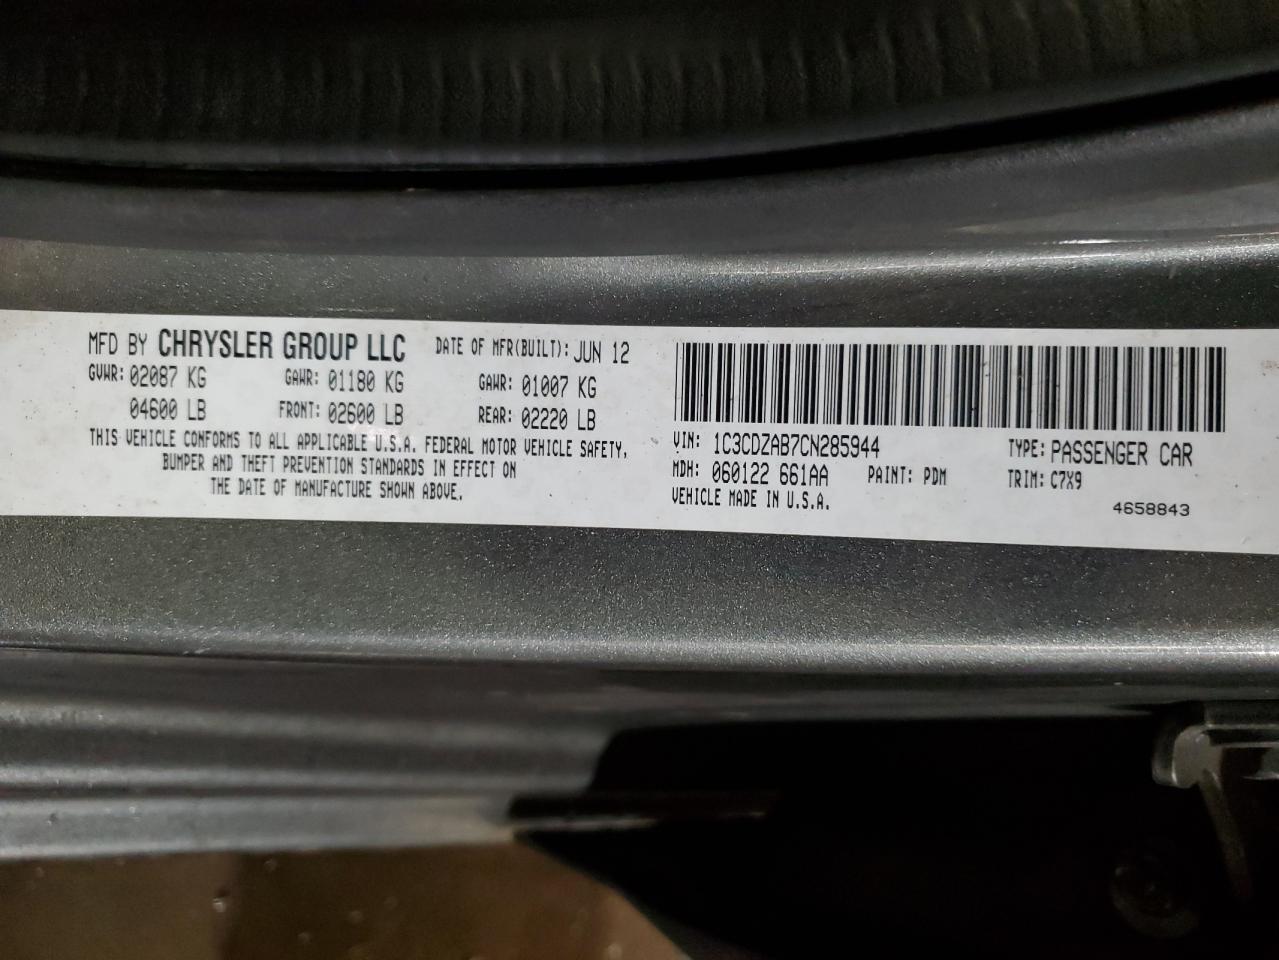 MFD BY CHRYSLER GROUP LLC DATE OF MFR(BUILT): JUN 12
GVWR: 02087 KG GAWR: 01180 KG GAWR: 01007 KG
04600 LB FRONT: 02600 LB REAR: 02220 LB
THIS VEHICLE CONFORMS TO ALL APPLICABLE U.S.A. FEDERAL MOTOR VEHICLE SAFETY,
BUMPER AND THEFT PREVENTION STANDARDS IN EFFECT ON
THE DATE OF MANUFACTURE SHOWN ABOVE.
VIN: 1C3CDZAB7CN285944 TYPE: PASSENGER CAR
MDH: 060122 661AA PAINT: PDM TRIM: C7X9
VEHICLE MADE IN U.S.A.
4658843